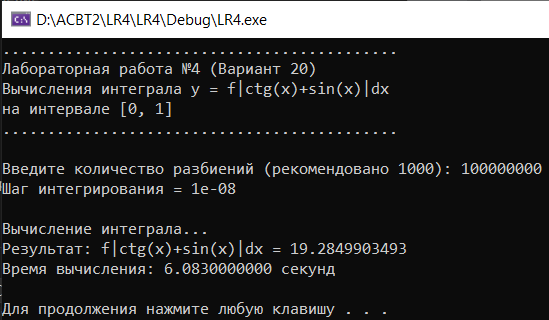 D:\ACBT2\LR4\LR4\Debug\LR4.exe
............................................
Лабораторная работа №4 (Вариант 20)
Вычисления интеграла y = f|ctg(x)+sin(x)|dx
на интервале [0, 1]
............................................
Введите количество разбиений (рекомендовано 1000): 100000000
Шаг интегрирования = 1e-08
Вычисление интеграла...
Результат: f|ctg(x)+sin(x)|dx = 19.2849903493
Время вычисления: 6.0830000000 секунд
Для продолжения нажмите любую клавишу . . .